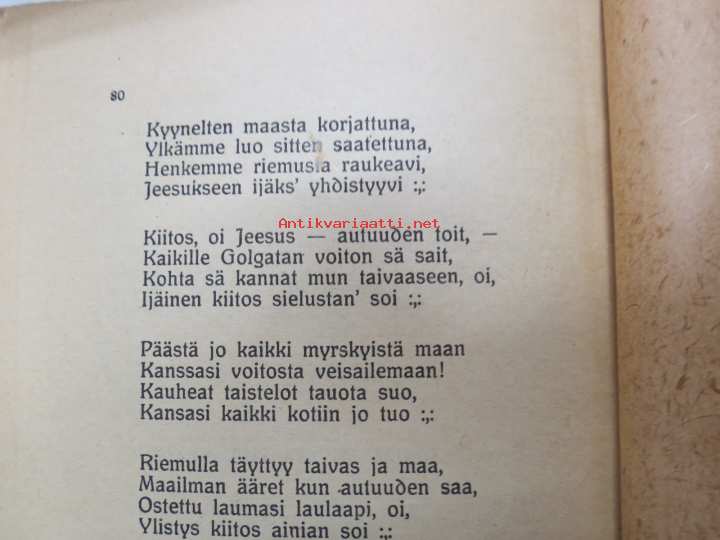 80
Kyynelten maasta korjattuna,
Ylkämme luo sitten saatettuna,
Henkemme riemusta raukeavi,
Jeesukseen ijäks' yhdistyyvi :,:
Antikvariaatti.net
Kiitos, oi Jeesus — autuuden toit, —
Kaikille Golgatan voiton sä sait,
Kohta sä kannat mun taivaaseen, oi,
Ijäinen kiitos sielustan' soi :,:
Päästä jo kaikki myrskyistä maan
Kanssasi voitosta veisailemaan!
Kauheat taistelot tauota suo,
Kansasi kaikki kotiin jo tuo :,:
Riemulla täyttyy taivas ja maa,
Maailman ääret kun autuuden saa,
Ostettu laumasi laulaapi, oi,
Ylistys kiitos ainian soi :,: